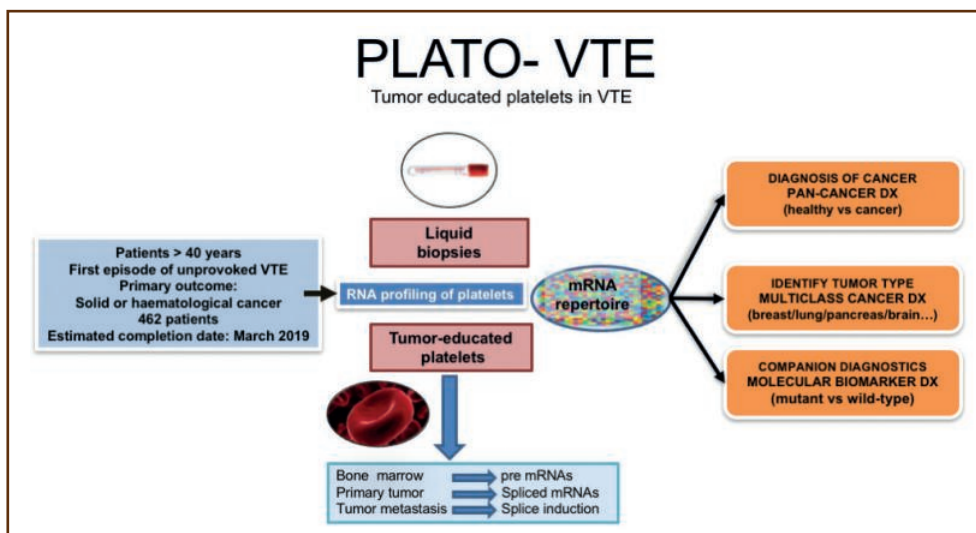 PLATO- VTE
Tumor educated platelets in VTE
Patients > 40 years
First episode of unprovoked VTE
Primary outcome:
Solid or haematological cancer
462 patients
Estimated completion date: March 2019
Liquid
biopsies
RNA profiling of platelets
Tumor-educated
platelets
mRNA
repertoire
DIAGNOSIS OF CANCER
PAN-CANCER DX
(healthy vs cancer)
IDENTIFY TUMOR TYPE
MULTICLASS CANCER DX
(breast/lung/pancreas/brain...)
COMPANION DIAGNOSTICS
MOLECULAR BIOMARKER DX
(mutant vs wild-type)
Bone marrow pre mRNAs
Primary tumor Spliced mRNAs
Tumor metastasis Splice induction